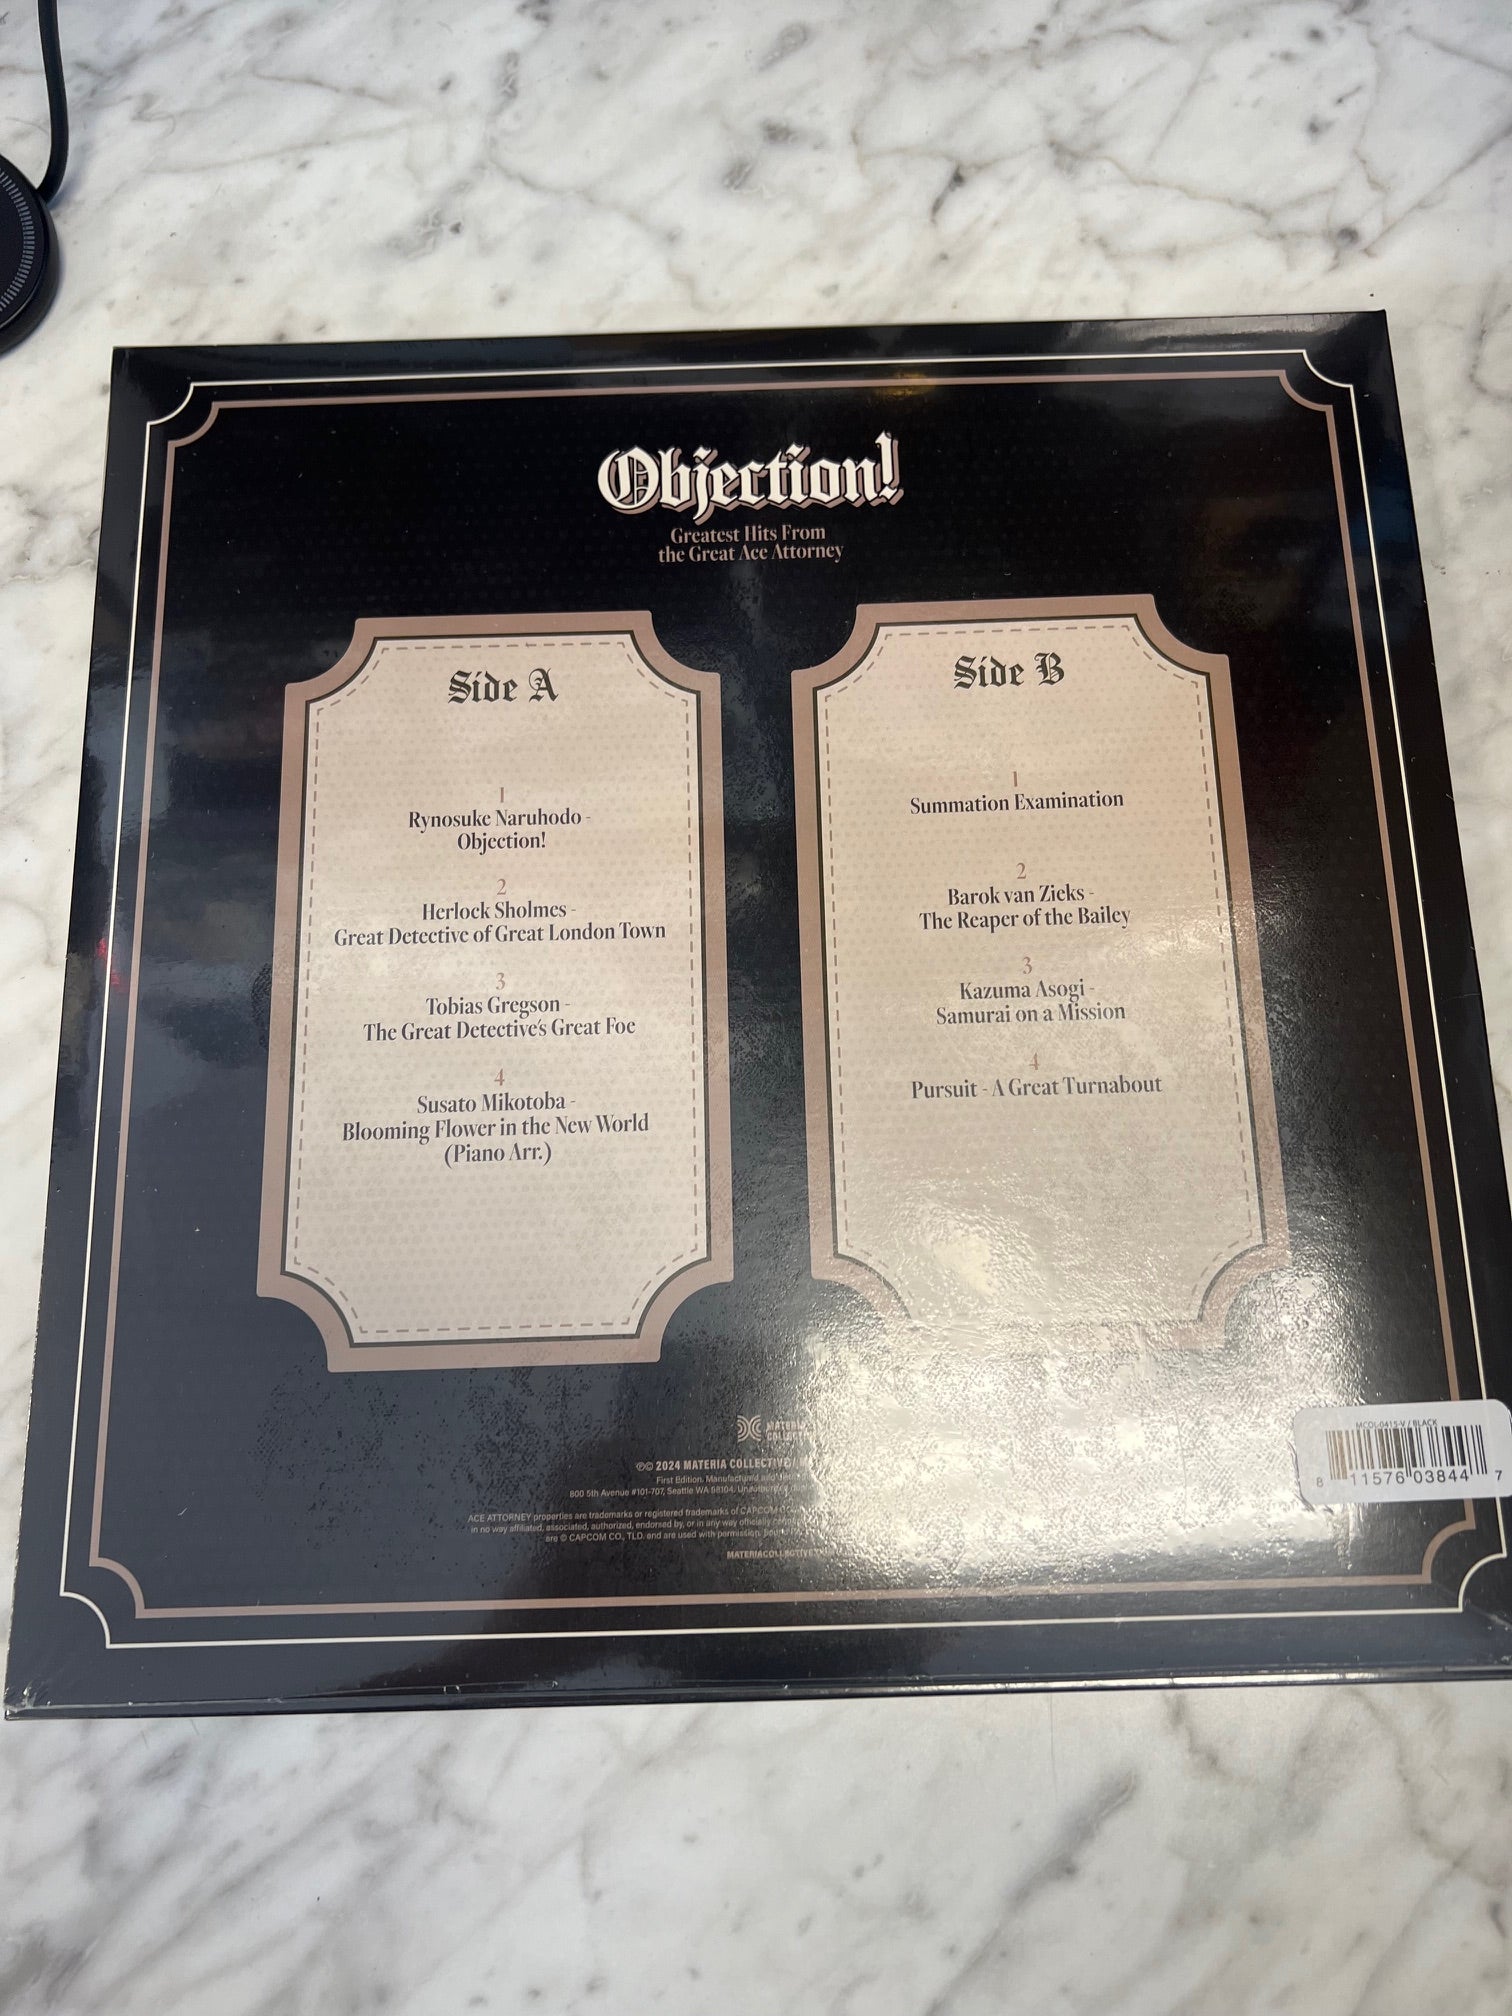 Objection!
Greatest Hits From
the Great Ace Attorney
Side A
1
Rynosuke Naruhodo -
Objection!
2
Herlock Sholmes -
Great Detective of Great London Town
3
Tobias Gregson -
The Great Detective's Great Foe
4
Susato Mikotoba -
Blooming Flower in the New World
(Piano Arr.)
Side B
1
Summation Examination
2
Barok van Zieks -
The Reaper of the Bailey
3
Kazuma Asogi -
Samurai on a Mission
4
Pursuit - A Great Turnabout
MATERIA
COLLECTIVE
℗© 2024 MATERIA COLLECTIVE
First Edition. Manufactured and
800 5th Avenue #101-707, Seattle WA 98104.
ACE ATTORNEY properties are trademarks or registered trademarks of CAPCOM
in no way affiliated, associated, authorized, endorsed by, or in any way officially
are © CAPCOM CO., TLD. and are used with permission.
MATERIACOLLECTIVE
MCOL-0415-V / BLACK
8 11576 03844 7